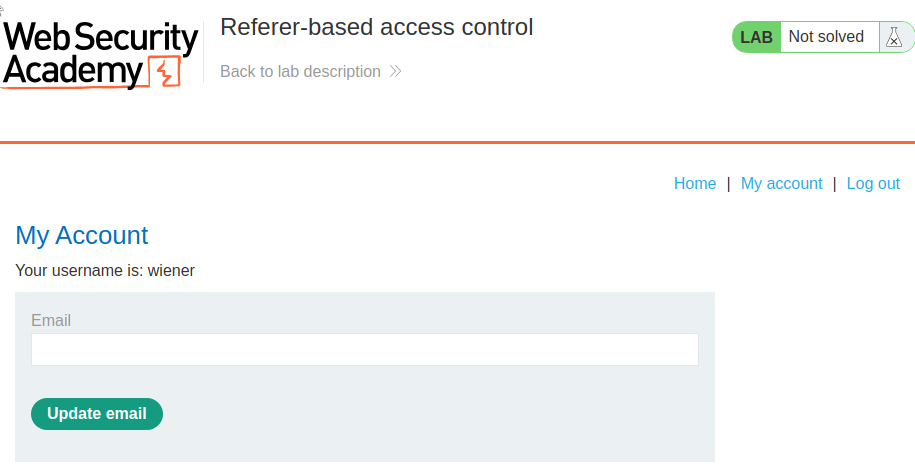 Web Security
Academy
Referer-based access control
Back to lab description
LAB Not solved
Home | My account | Log out
My Account
Your username is: wiener
Email
Update email